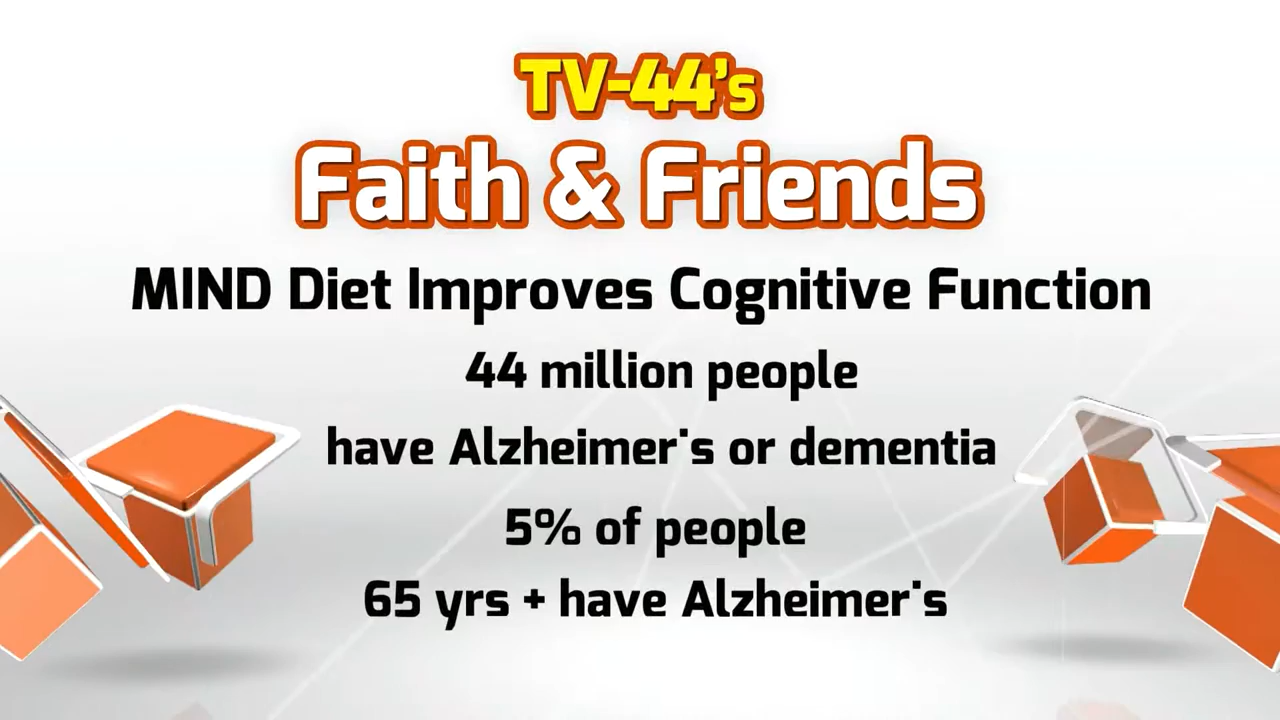 TV-44's
Faith & Friends
MIND Diet Improves Cognitive Function
44 million people
have Alzheimer's or dementia
5% of people
65 yrs + have Alzheimer's